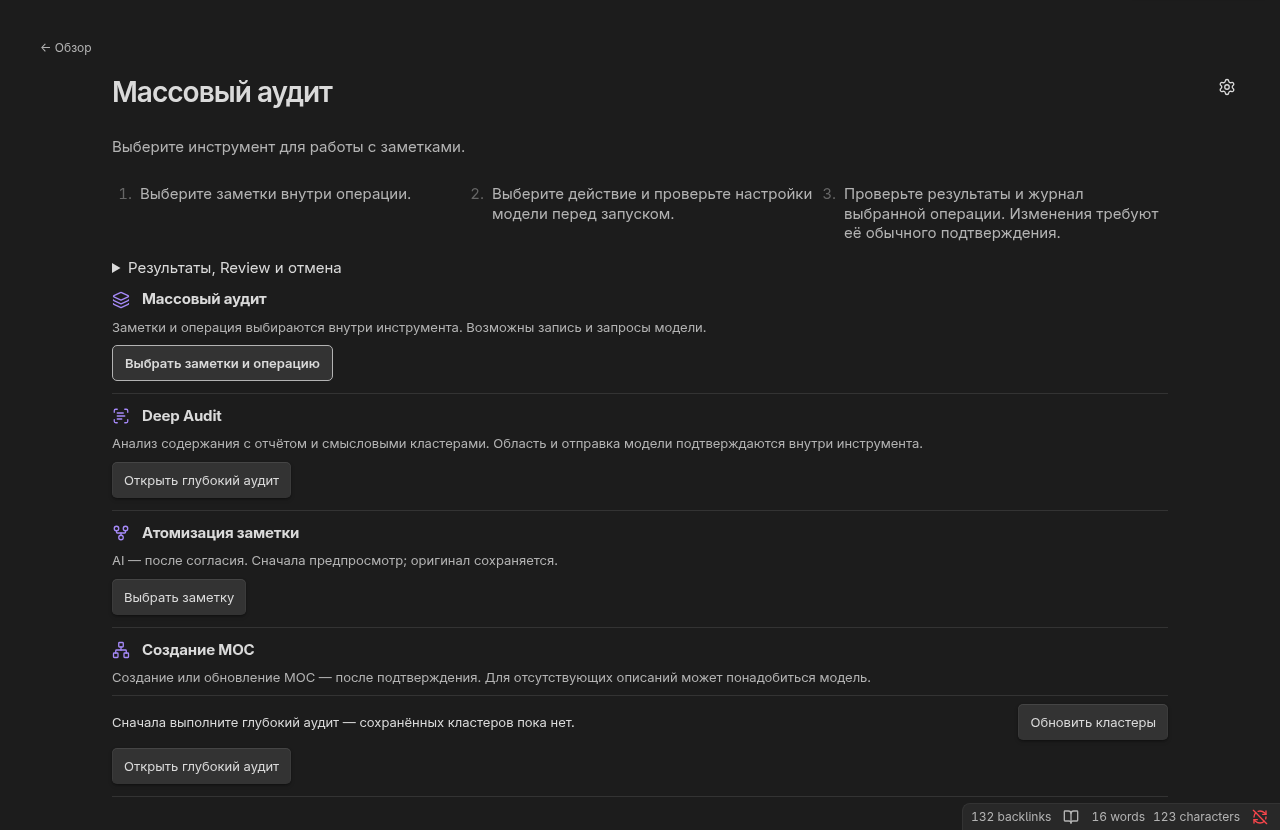 ← Обзор
Массовый аудит
Выберите инструмент для работы с заметками.
1. Выберите заметки внутри операции.
2. Выберите действие и проверьте настройки
модели перед запуском.
3. Проверьте результаты и журнал
выбранной операции. Изменения требуют
её обычного подтверждения.
Результаты, Review и отмена
Массовый аудит
Заметки и операция выбираются внутри инструмента. Возможны запись и запросы модели.
Выбрать заметки и операцию
Deep Audit
Анализ содержания с отчётом и смысловыми кластерами. Область и отправка модели подтверждаются внутри инструмента.
Открыть глубокий аудит
Атомизация заметки
AI — после согласия. Сначала предпросмотр; оригинал сохраняется.
Выбрать заметку
Создание MOC
Создание или обновление MOC — после подтверждения. Для отсутствующих описаний может понадобиться модель.
Сначала выполните глубокий аудит — сохранённых кластеров пока нет.
Обновить кластеры
Открыть глубокий аудит
132 backlinks 16 words 123 characters